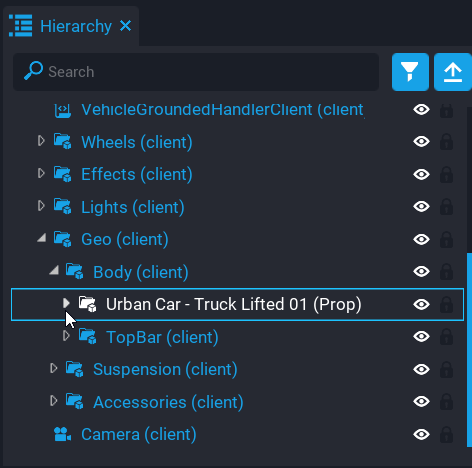 Hierarchy
Search
VehicleGroundedHandlerClient (client
Wheels (client)
Effects (client)
Lights (client)
Geo (client)
Body (client)
Urban Car - Truck Lifted 01 (Prop)
TopBar (client)
Suspension (client)
Accessories (client)
Camera (client)